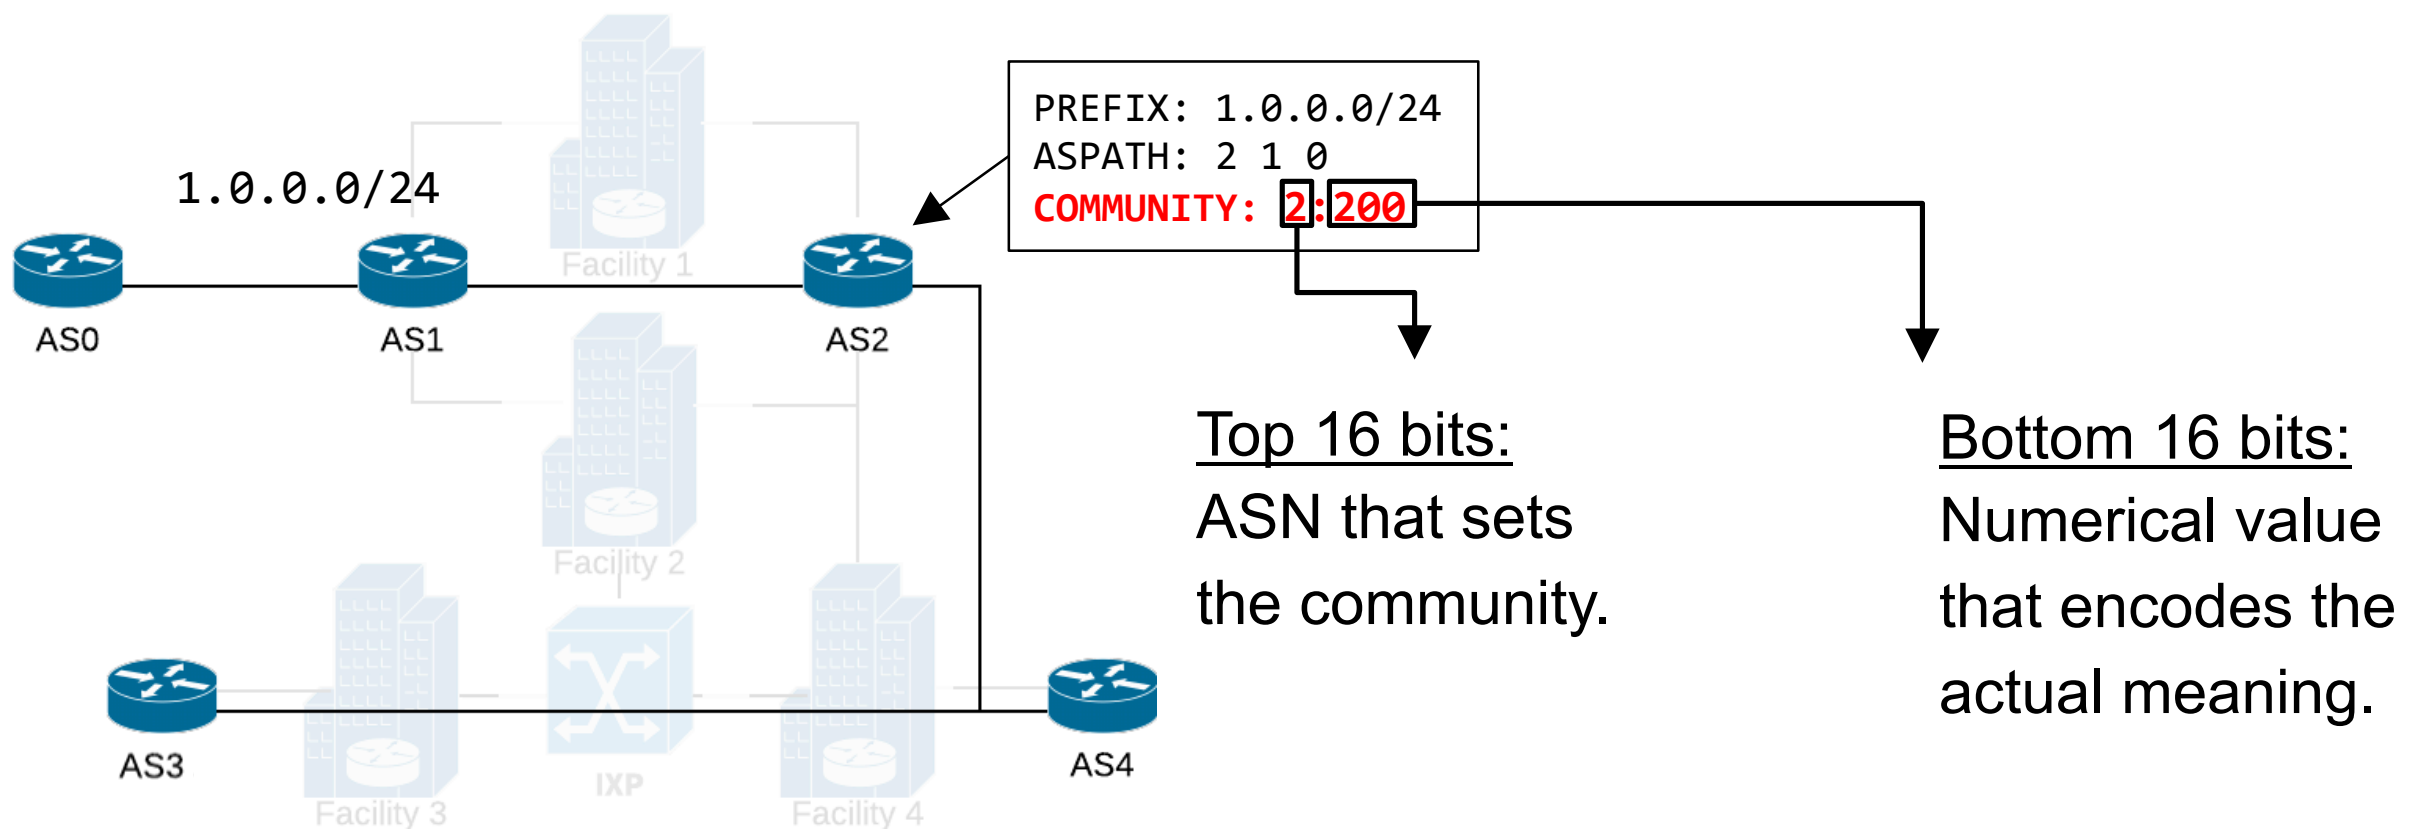 PREFIX: 1.0.0.0/24
ASPATH: 2 1 0
COMMUNITY: 2:200
1.0.0.0/24
Facility 1
AS0
AS1
AS2
Top 16 bits:
ASN that sets
the community.
Bottom 16 bits:
Numerical value
that encodes the
actual meaning.
Facility 2
AS3
IXP
AS4
Facility 3
Facility 4